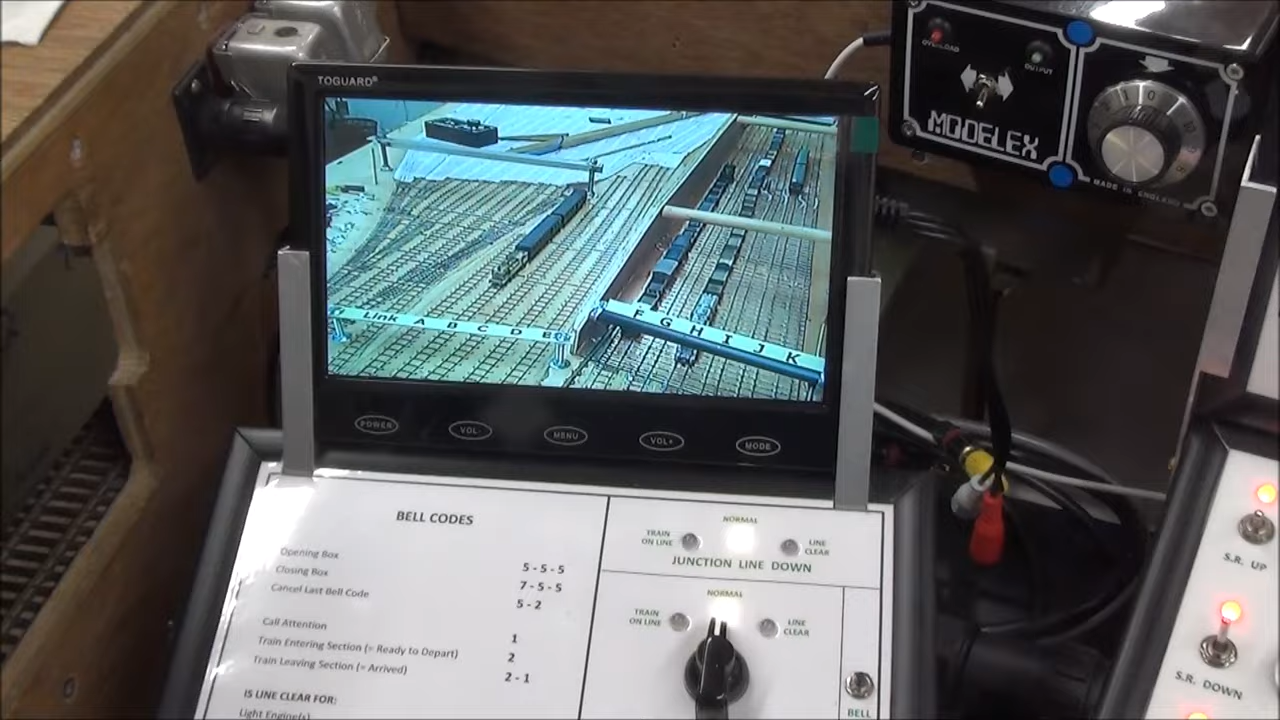 TOGUARD®
OVERLOAD
OUTPUT
MODELEX
MADE IN ENGLAND
0
Link A B C D E
F G H I J K
POWER
VOL-
MENU
VOL+
MODE
BELL CODES
Opening Box 5 - 5 - 5
Closing Box 7 - 5 - 5
Cancel Last Bell Code 5 - 2
Call Attention 1
Train Entering Section (= Ready to Depart) 2
Train Leaving Section (= Arrived) 2 - 1
IS LINE CLEAR FOR:
Light Engine(s)
NORMAL
TRAIN
ON LINE
LINE
CLEAR
JUNCTION LINE DOWN
NORMAL
TRAIN
ON LINE
LINE
CLEAR
BELL
S.R. UP
S.R. DOWN